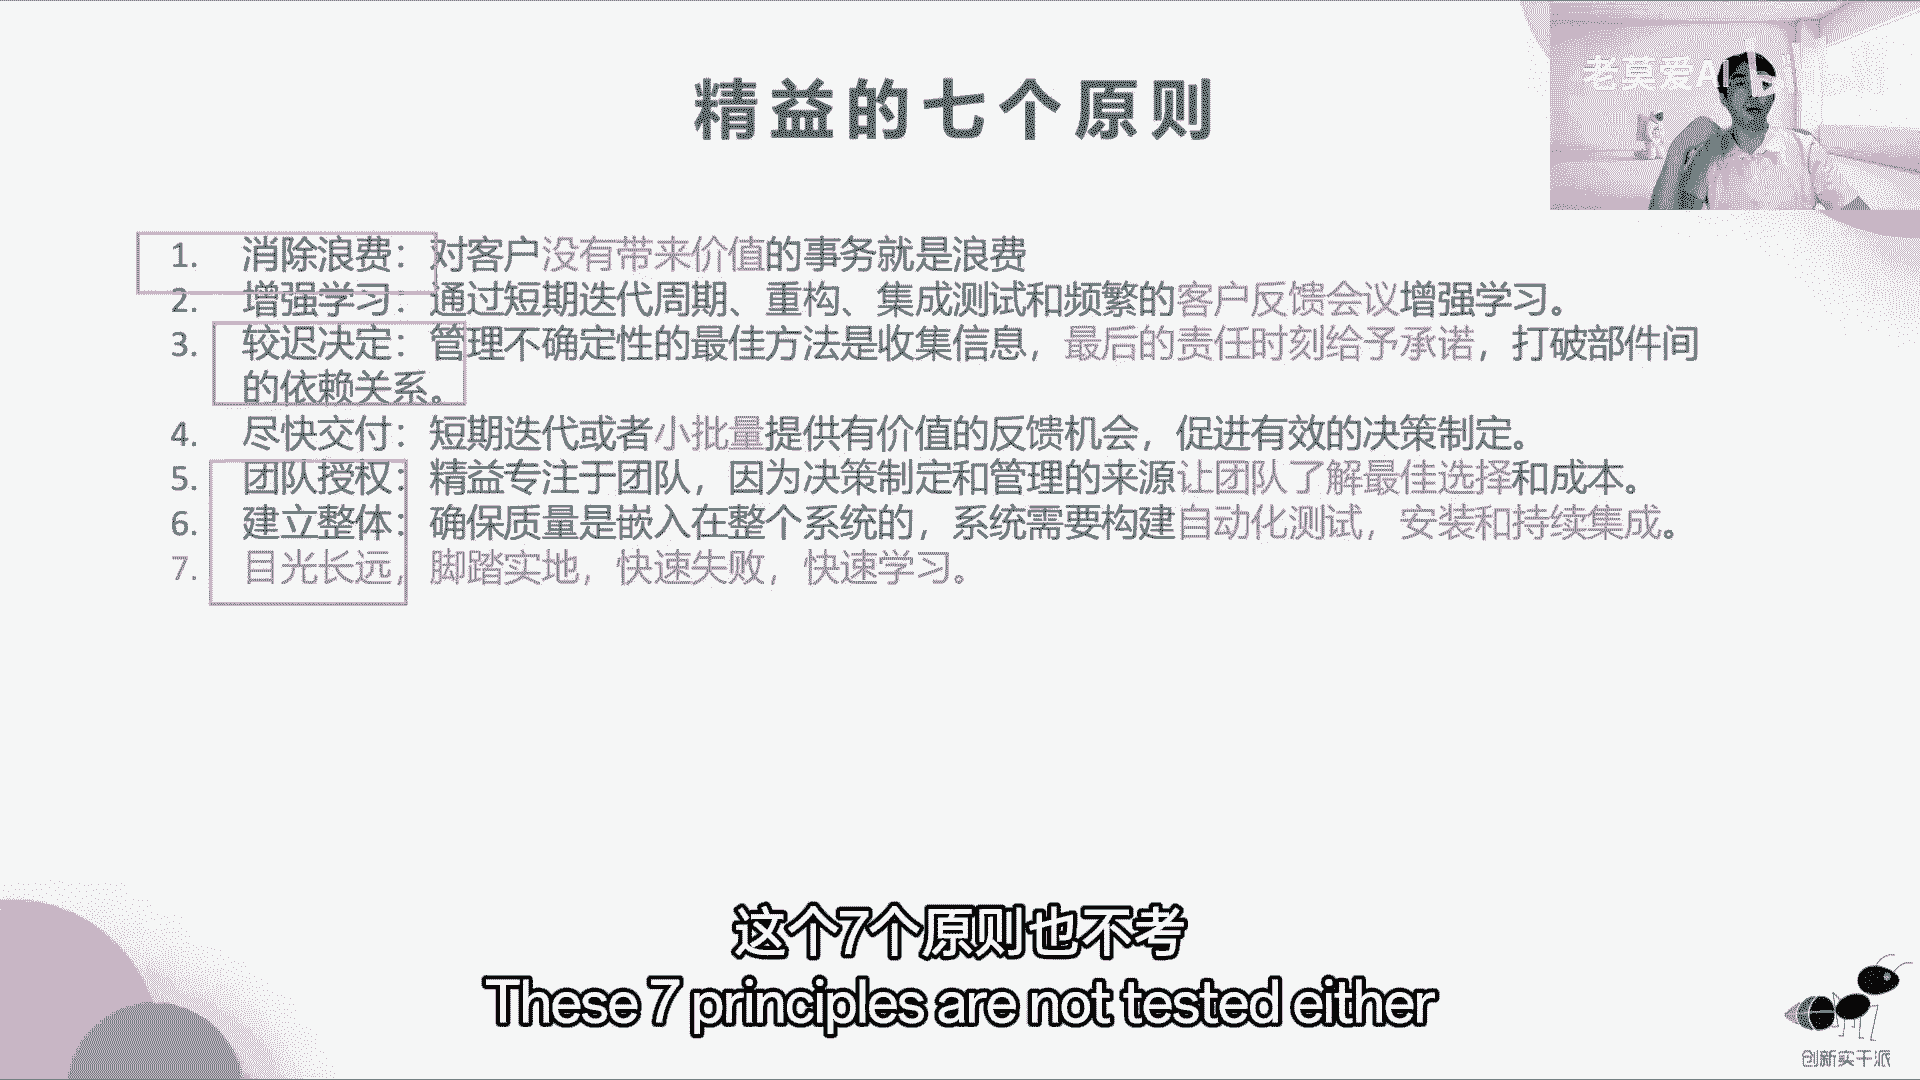 精益的七个原则
老莫爱AI
1. 消除浪费：对客户没有带来价值的事务就是浪费
2. 增强学习：通过短期迭代周期、重构、集成测试和频繁的客户反馈会议增强学习。
3. 较迟决定：管理不确定性的最佳方法是收集信息，最后的责任时刻给予承诺，打破部件间
的依赖关系。
4. 尽快交付：短期迭代或者小批量提供有价值的反馈机会，促进有效的决策制定。
5. 团队授权：精益专注于团队，因为决策制定和管理的来源让团队了解最佳选择和成本。
6. 建立整体：确保质量是嵌入在整个系统的，系统需要构建自动化测试，安装和持续集成。
7. 目光长远，脚踏实地，快速失败，快速学习。
这个7个原则也不考
These 7 principles are not tested either
创新实干派